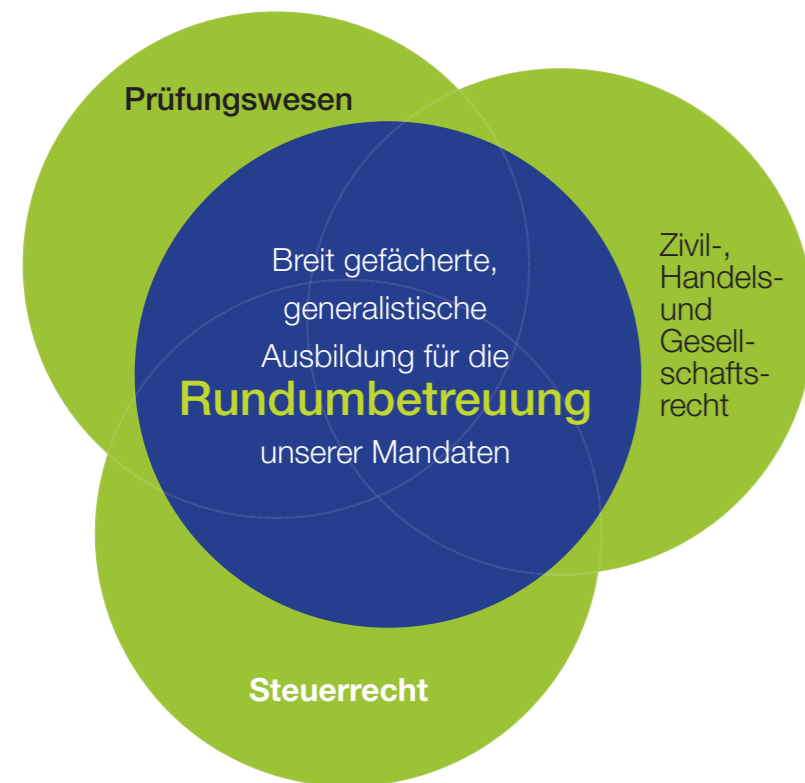 Prüfungswesen
Breit gefächerte,
generalistische
Ausbildung für die
Rundumbetreuung
unserer Mandaten
Zivil-,
Handels-
und
Gesell-
schafts-
recht
Steuerrecht